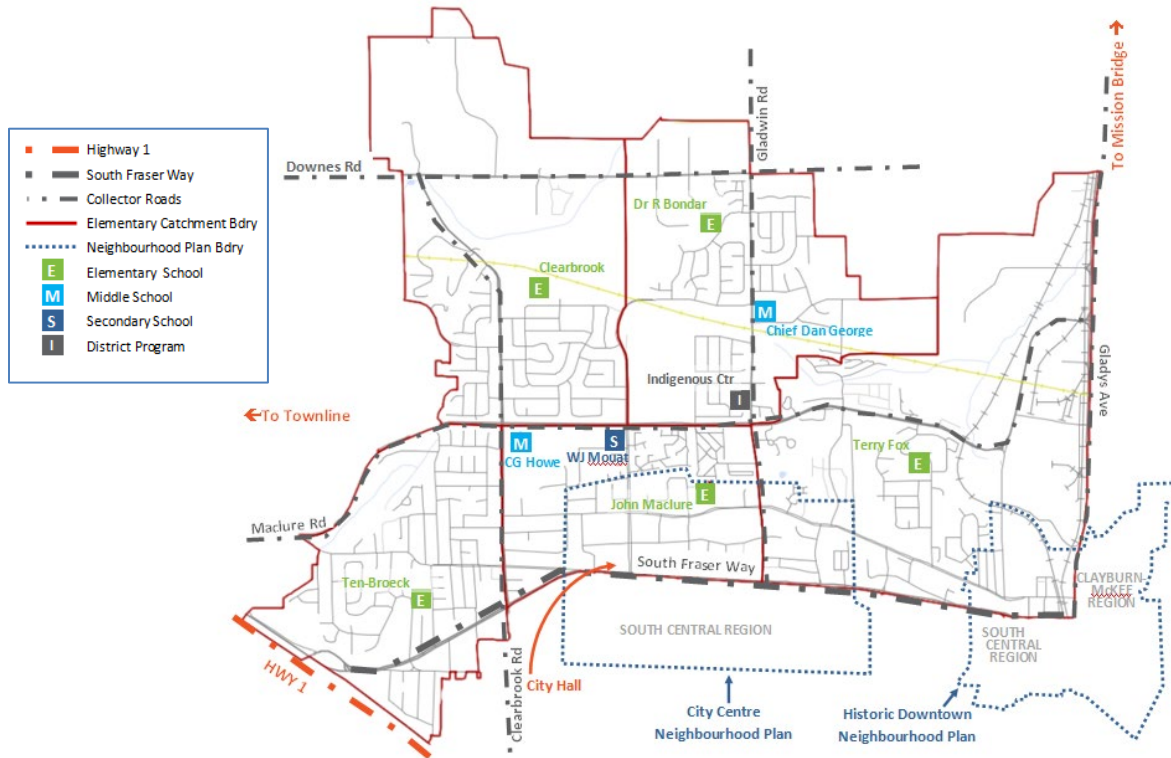 To Mission Bridge
Gladwin Rd
Highway 1
South Fraser Way
Collector Roads
Elementary Catchment Bdry
Neighbourhood Plan Bdry
E
Elementary School
M
Middle School
S
Secondary School
I
District Program
Downes Rd
Dr R Bondar
E
Clearbrook
E
M
Chief Dan George
Indigenous Ctr
I
Gladys Ave
To Townline
M
CG Howe
S
WJ Mouat
Terry Fox
E
John Maclure
E
Maclure Rd
South Fraser Way
Ten-Broeck
E
CLAYBURN-
McKEE
REGION
SOUTH CENTRAL REGION
SOUTH
CENTRAL
REGION
HWY 1
Clearbrook Rd
City Hall
City Centre
Neighbourhood Plan
Historic Downtown
Neighbourhood Plan